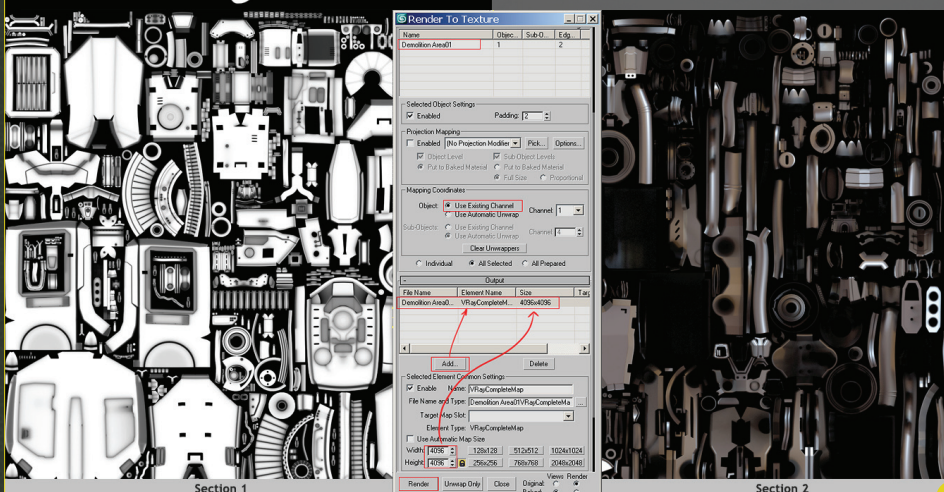 Render To Texture
Name Objec... Sub-O... Edg...
Demolition Area01 1 2
Selected Object Settings
Enabled Padding: 2
Projection Mapping
Enabled (No Projection Modifier Pick... Options...
Object Level Sub-Object Levels
Put to Baked Material Put to Baked Material
Full Size Proportional
Mapping Coordinates
Object: Use Existing Channel Channel: 1
Use Automatic Unwrap
Sub-Objects: Use Existing Channel Channel: 4
Use Automatic Unwrap
Clear Unwrappers
Individual All Selected All Prepared
- Output
File Name Element Name Size Targ
Demolition Area0... VRayCompleteM... 4096x4096
Add... Delete
Selected Element Common Settings
Enable Name: VRayCompleteMap
File Name and Type: Demolition Area01VRayCompleteMa ...
Target Map Slot:
Element Type: VRayCompleteMap
Use Automatic Map Size
Width: 4096 128x128 512x512 1024x1024
Height: 4096 256x256 768x768 2048x2048
Views Render
Render Unwrap Only Close Original:
Section 1
Section 2